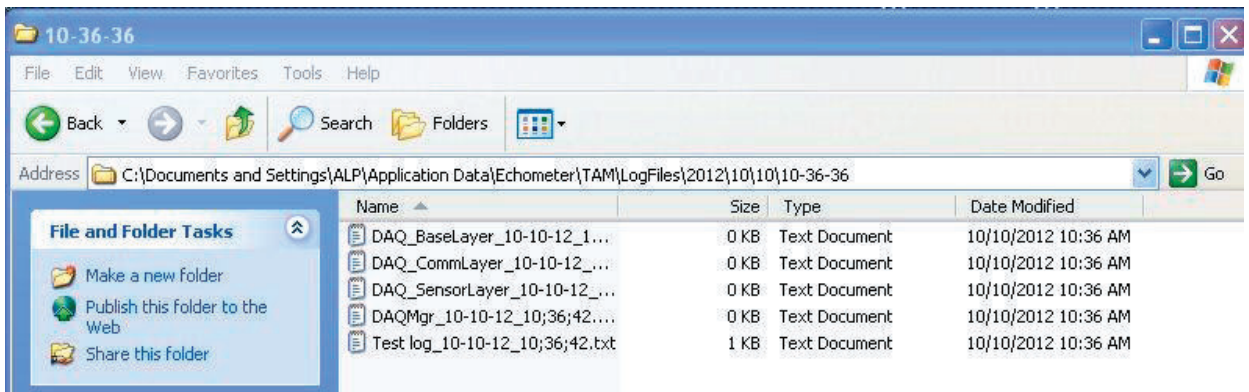 10-36-36
File Edit View Favorites Tools Help
Back Search Folders
Address C:\Documents and Settings\ALP\Application Data\Echometer\TAM\LogFiles\2012\10\10\10-36-36 Go
File and Folder Tasks
Make a new folder
Publish this folder to the
Web
Share this folder
Name Size Type Date Modified
DAQ_BaseLayer_10-10-12_1... 0 KB Text Document 10/10/2012 10:36 AM
DAQ_CommLayer_10-10-12_... 0 KB Text Document 10/10/2012 10:36 AM
DAQ_SensorLayer_10-10-12_... 0 KB Text Document 10/10/2012 10:36 AM
DAQMgr_10-10-12_10;36;42.... 0 KB Text Document 10/10/2012 10:36 AM
Test log_10-10-12_10;36;42.txt 1 KB Text Document 10/10/2012 10:36 AM